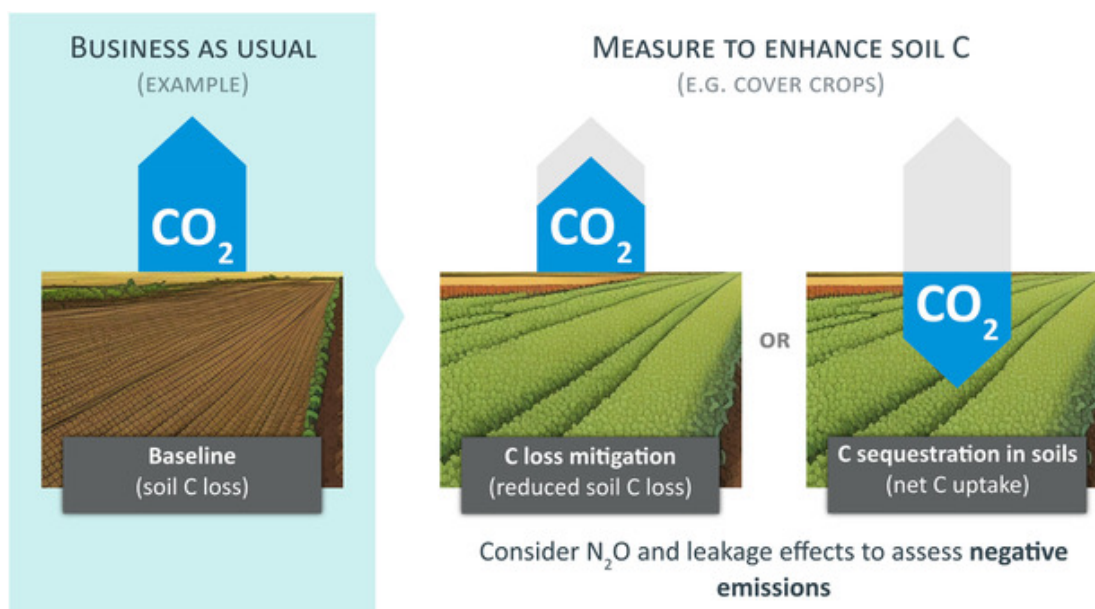 BUSINESS AS USUAL
(EXAMPLE)
CO₂
Baseline
(soil C loss)
MEASURE TO ENHANCE SOIL C
(E.G. COVER CROPS)
CO₂
C loss mitigation
(reduced soil C loss)
OR
CO₂
C sequestration in soils
(net C uptake)
Consider N₂O and leakage effects to assess negative
emissions